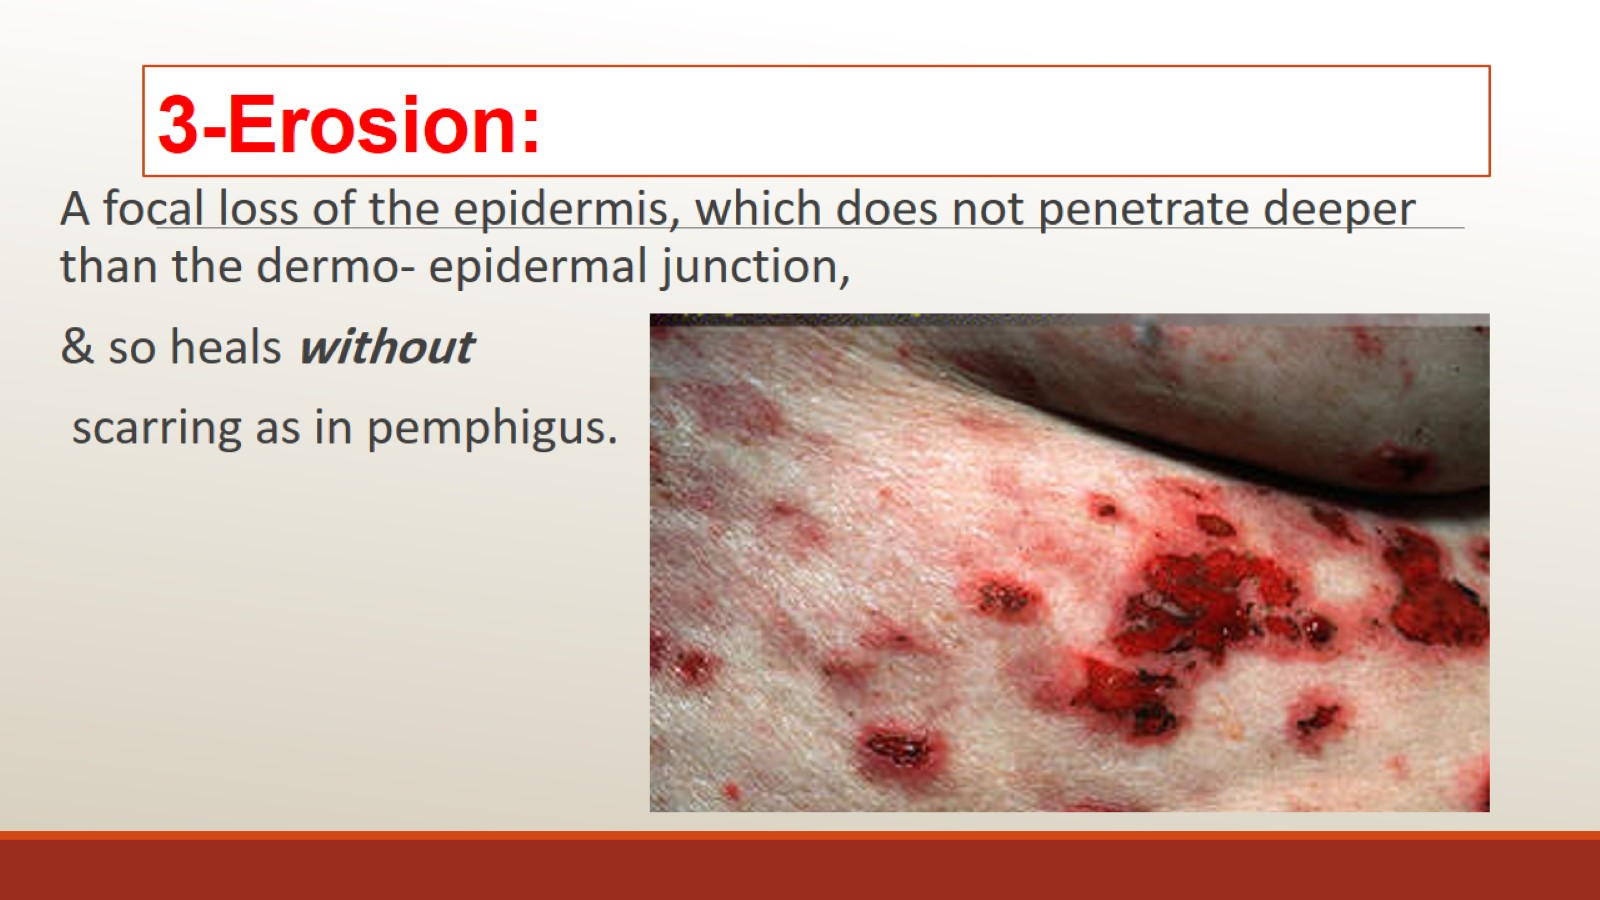 3-Erosion:
A focal loss of the epidermis, which does not penetrate deeper
than the dermo- epidermal junction,
& so heals without
scarring as in pemphigus.